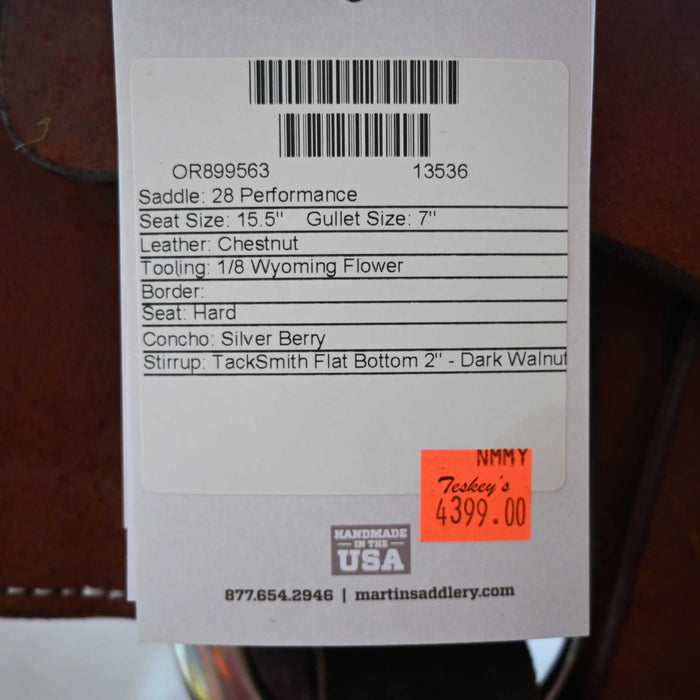 OR899563 13536
Saddle: 28 Performance
Seat Size: 15.5" Gullet Size: 7"
Leather: Chestnut
Tooling: 1/8 Wyoming Flower
Border:
Seat: Hard
Concho: Silver Berry
Stirrup: TackSmith Flat Bottom 2" - Dark Walnut
NMMY
Teskey's
4399.00
HANDMADE
IN THE
USA
877.654.2946 | martinsaddlery.com